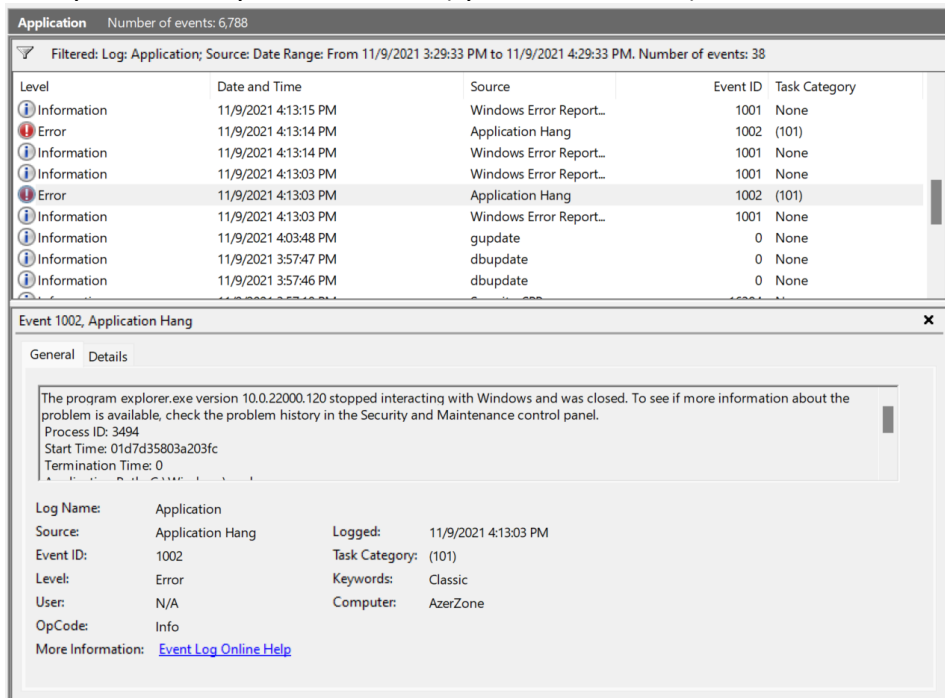 Application Number of events: 6,788
Filtered: Log: Application; Source: Date Range: From 11/9/2021 3:29:33 PM to 11/9/2021 4:29:33 PM. Number of events: 38
Level Date and Time Source Event ID Task Category
Information 11/9/2021 4:13:15 PM Windows Error Report... 1001 None
Error 11/9/2021 4:13:14 PM Application Hang 1002 (101)
Information 11/9/2021 4:13:14 PM Windows Error Report... 1001 None
Information 11/9/2021 4:13:03 PM Windows Error Report... 1001 None
Error 11/9/2021 4:13:03 PM Application Hang 1002 (101)
Information 11/9/2021 4:13:03 PM Windows Error Report... 1001 None
Information 11/9/2021 4:03:48 PM gupdate 0 None
Information 11/9/2021 3:57:47 PM dbupdate 0 None
Information 11/9/2021 3:57:46 PM dbupdate 0 None
Event 1002, Application Hang
General Details
The program explorer.exe version 10.0.22000.120 stopped interacting with Windows and was closed. To see if more information about the
problem is available, check the problem history in the Security and Maintenance control panel.
Process ID: 3494
Start Time: 01d7d35803a203fc
Termination Time: 0
Log Name: Application
Source: Application Hang Logged: 11/9/2021 4:13:03 PM
Event ID: 1002 Task Category: (101)
Level: Error Keywords: Classic
User: N/A Computer: AzerZone
OpCode: Info
More Information: Event Log Online Help